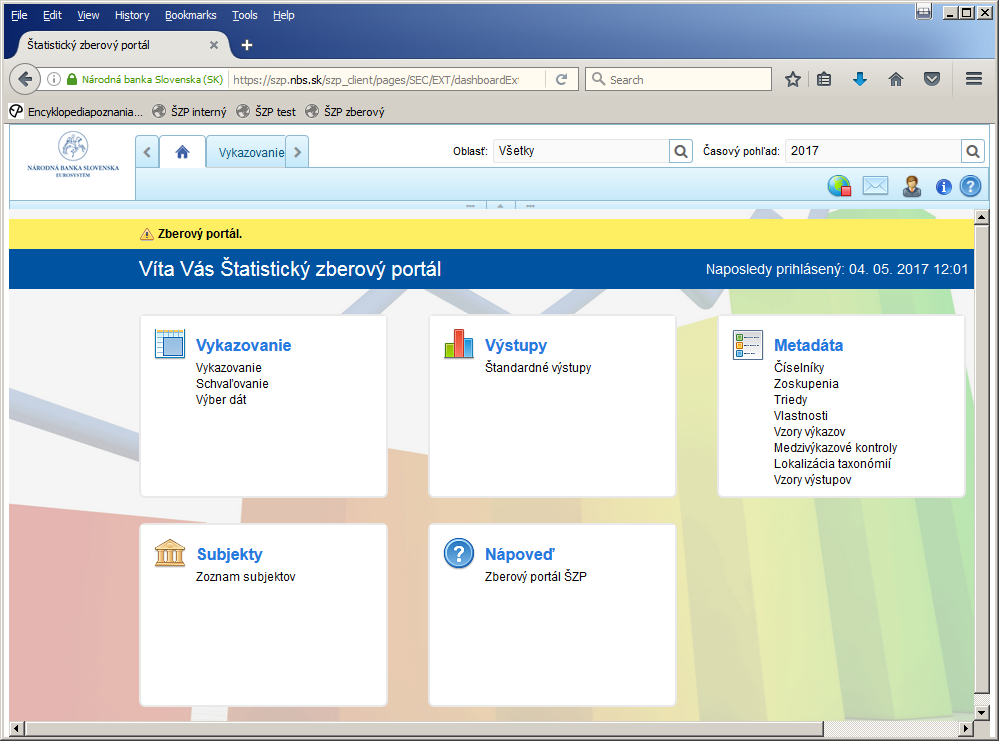 File Edit View History Bookmarks Tools Help
Štatistický zberový portál
Národná banka Slovenska (SK) https://szp.nbs.sk/szp_client/pages/SEC/EXT/dashboardExt Search
Encyklopediapoznania... ŠZP interný ŠZP test ŠZP zberový
NÁRODNÁ BANKA SLOVENSKA
EUROSYSTÉM
Vykazovanie Oblasť: Všetky Časový pohľad: 2017
Zberový portál.
Víta Vás Štatistický zberový portál Naposledy prihlásený: 04. 05. 2017 12:01
Vykazovanie
Vykazovanie
Schvaľovanie
Výber dát
Výstupy
Štandardné výstupy
Metadáta
Číselníky
Zoskupenia
Triedy
Vlastnosti
Vzory výkazov
Medzivýkazové kontroly
Lokalizácia taxonómií
Vzory výstupov
Subjekty
Zoznam subjektov
Nápoveď
Zberový portál ŠZP